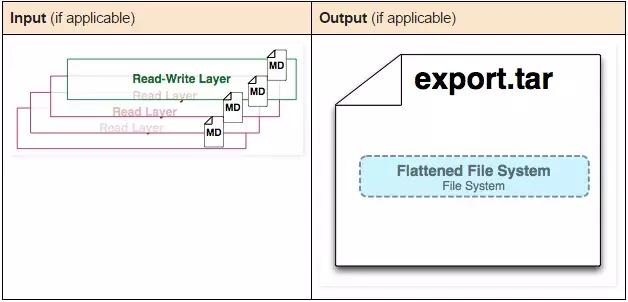 Input (if applicable)
Output (if applicable)
MD
Read-Write Layer
MD
Read Layer
MD
Read Layer
MD
Read Layer
export.tar
Flattened File System
File System